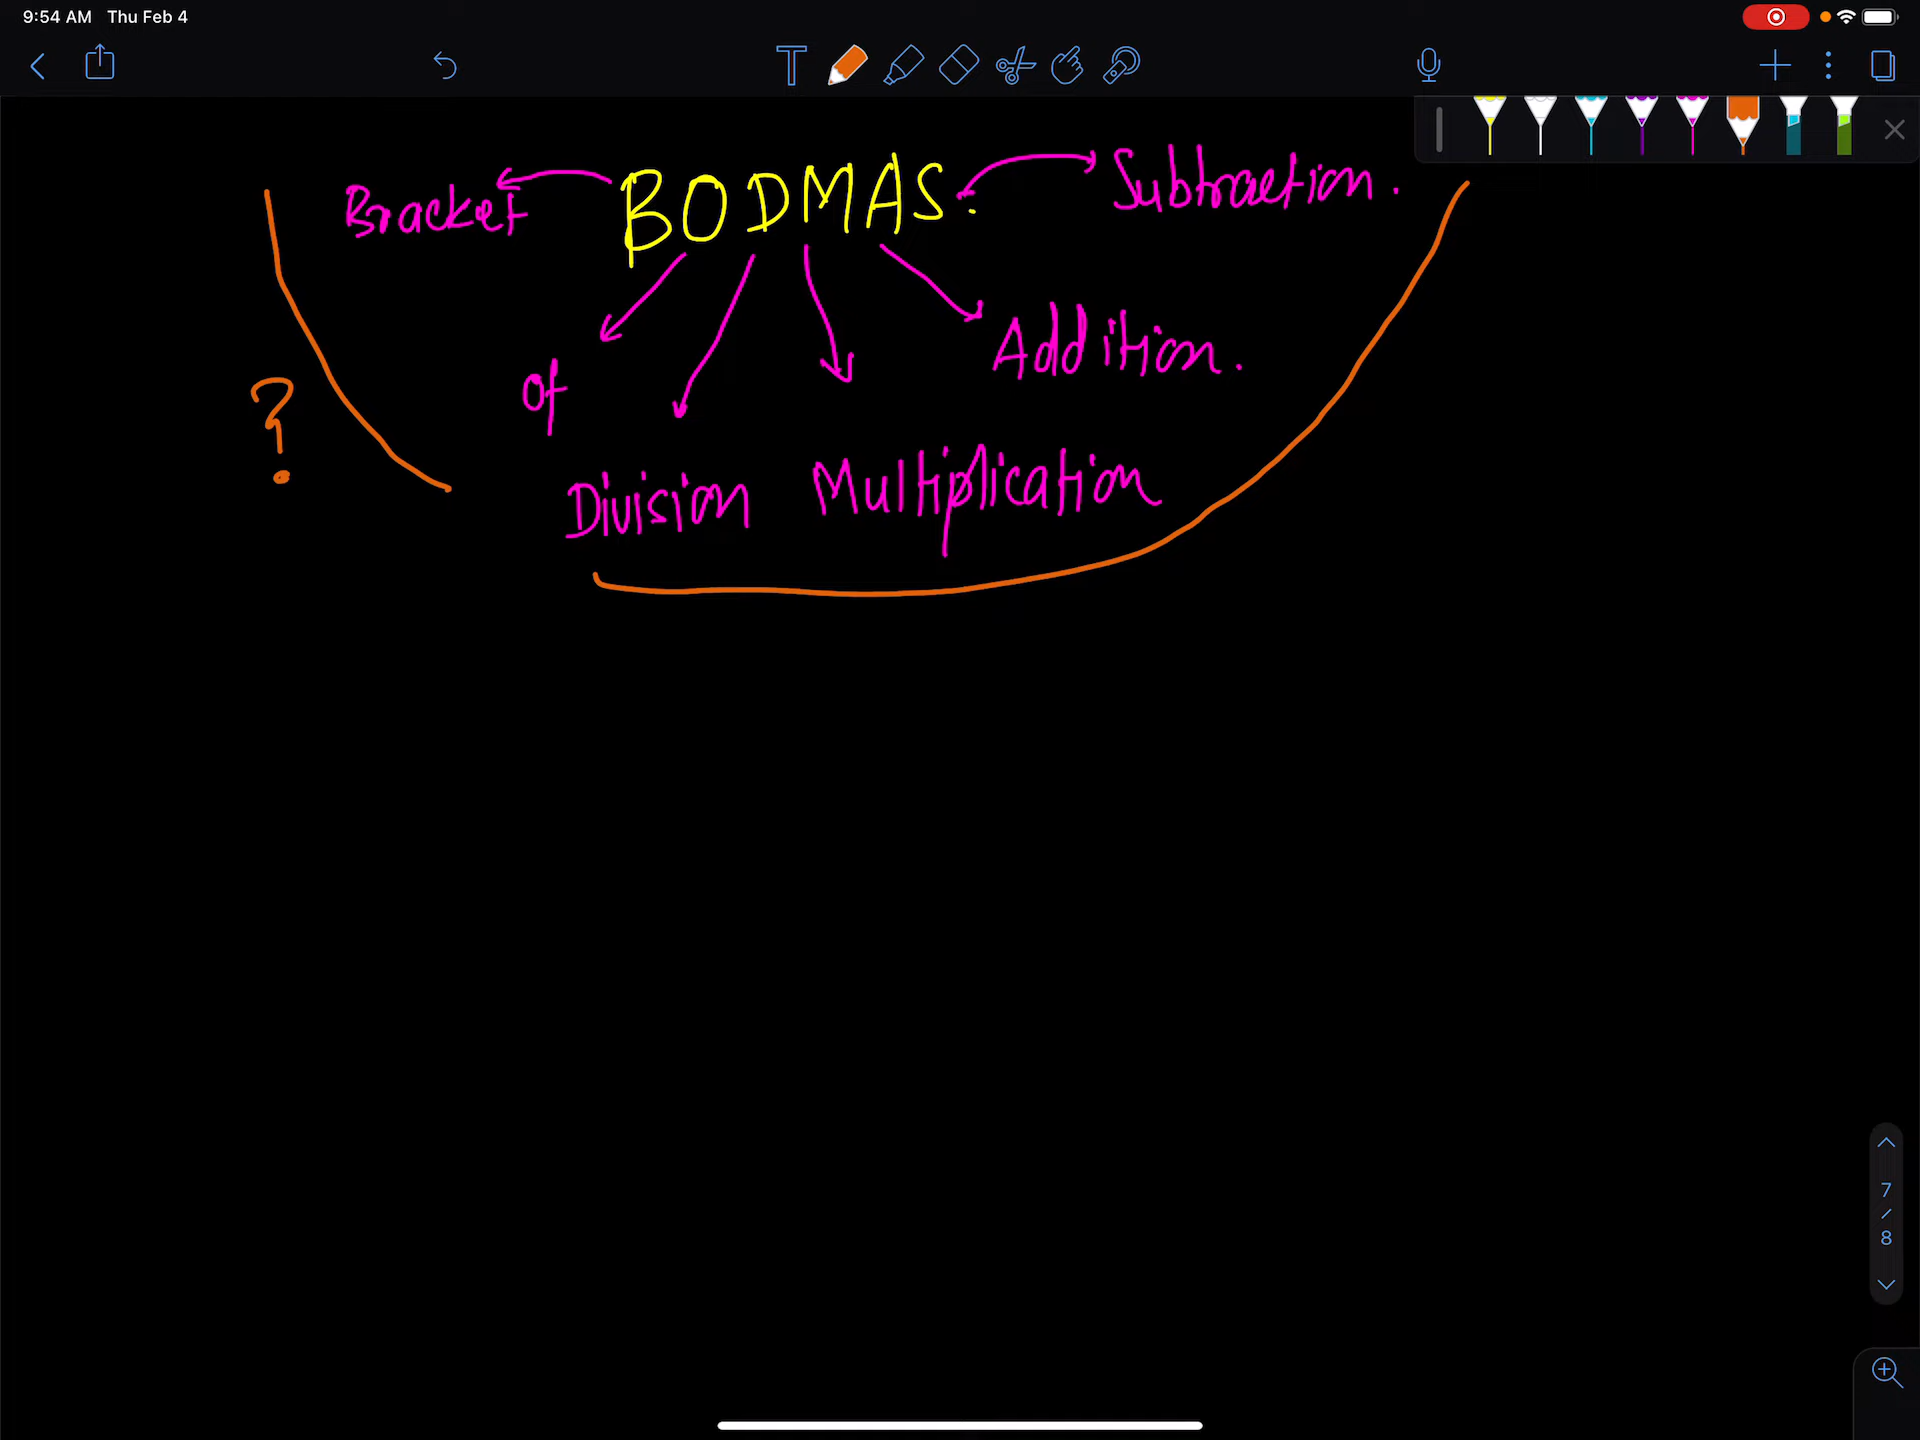 9:54 AM Thu Feb 4
T
Bracket BODMAS. Subtraction.
of Addition.
Division Multiplication
?
7
/
8